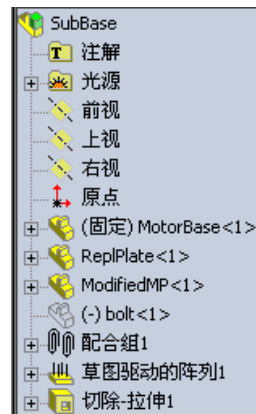 SubBase
注解
光源
前视
上视
右视
原点
(固定) MotorBase<1>
ReplPlate<1>
ModifiedMP<1>
(-) bolt<1>
配合组1
草图驱动的阵列1
切除-拉伸1